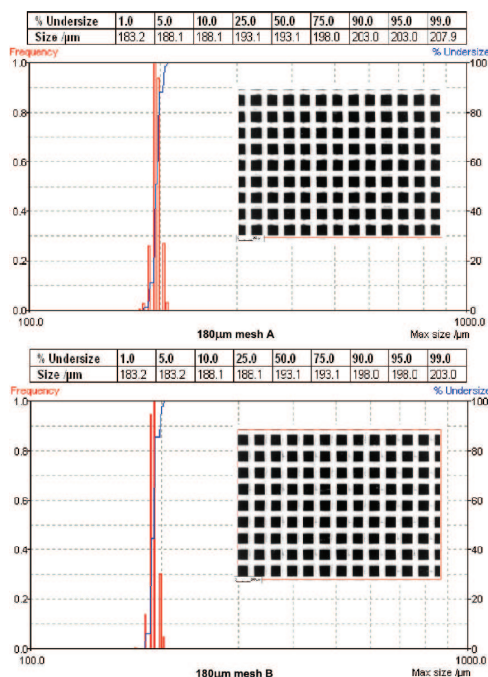 % Undersize 1.0 5.0 10.0 25.0 50.0 75.0 90.0 95.0 99.0
Size /µm 183.2 188.1 188.1 193.1 193.1 198.0 203.0 203.0 207.9
Frequency % Undersize
1.0 100
0.8 80
0.6 60
0.4 40
0.2 20
0.0 0
100.0 180µm mesh A Max size /µm 1000.0
% Undersize 1.0 5.0 10.0 25.0 50.0 75.0 90.0 95.0 99.0
Size /µm 183.2 183.2 188.1 188.1 193.1 193.1 198.0 198.0 203.0
Frequency % Undersize
1.0 100
0.8 80
0.6 60
0.4 40
0.2 20
0.0 0
100.0 180µm mesh B Max size /µm 1000.0